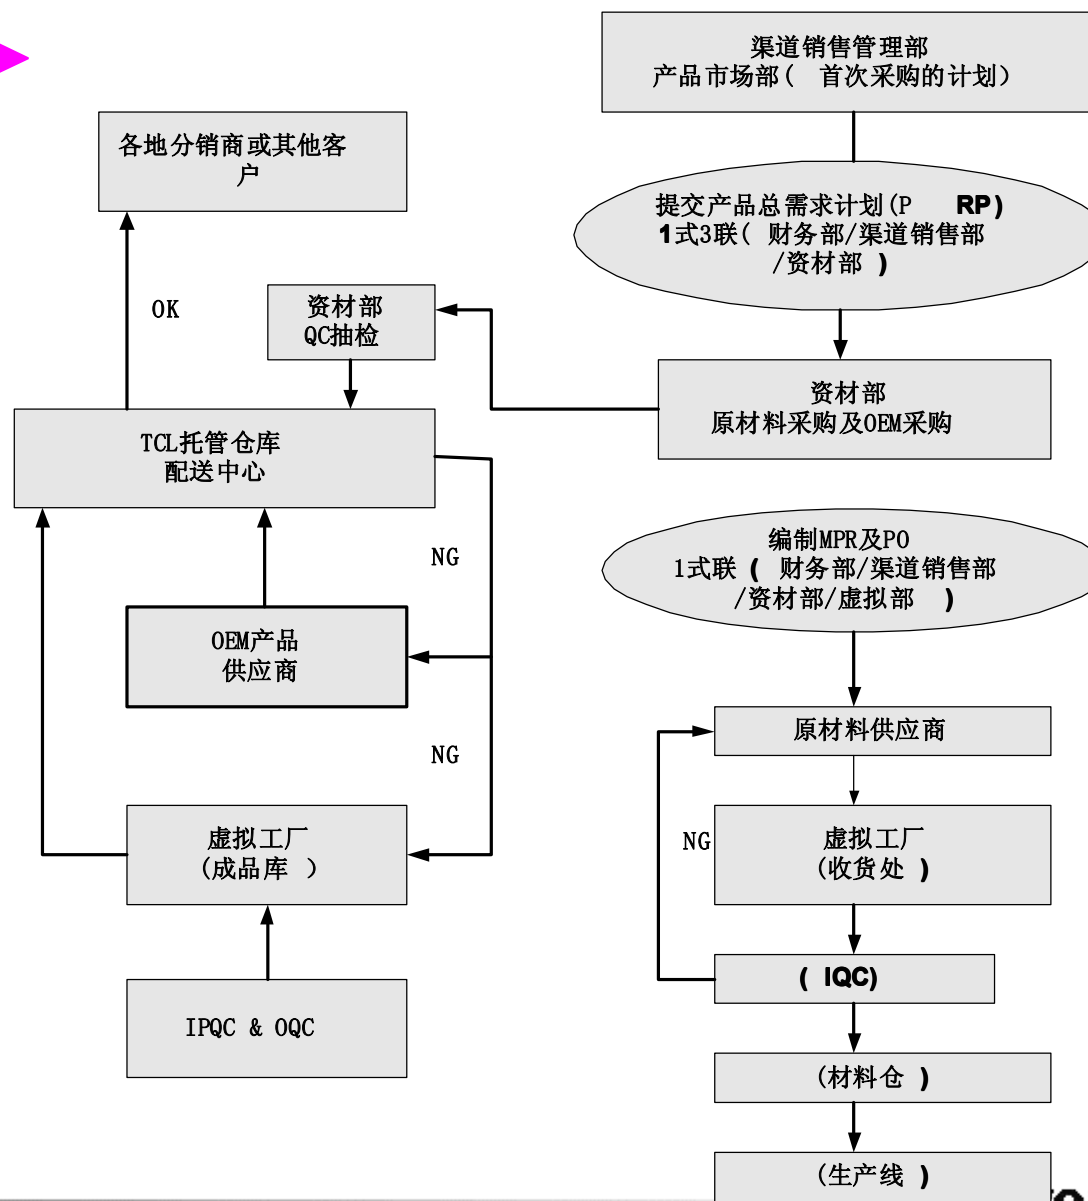 渠道销售管理部
产品市场部( 首次采购的计划)
各地分销商或其他客
户
提交产品总需求计划(P RP)
1式3联( 财务部/渠道销售部
/资材部 )
OK
资材部
QC抽检
资材部
原材料采购及OEM采购
TCL托管仓库
配送中心
编制MPR及PO
1式联 ( 财务部/渠道销售部
/资材部/虚拟部 )
NG
OEM产品
供应商
原材料供应商
NG
虚拟工厂
(成品库 )
NG
虚拟工厂
(收货处 )
( IQC)
IPQC & OQC
(材料仓 )
(生产线 )